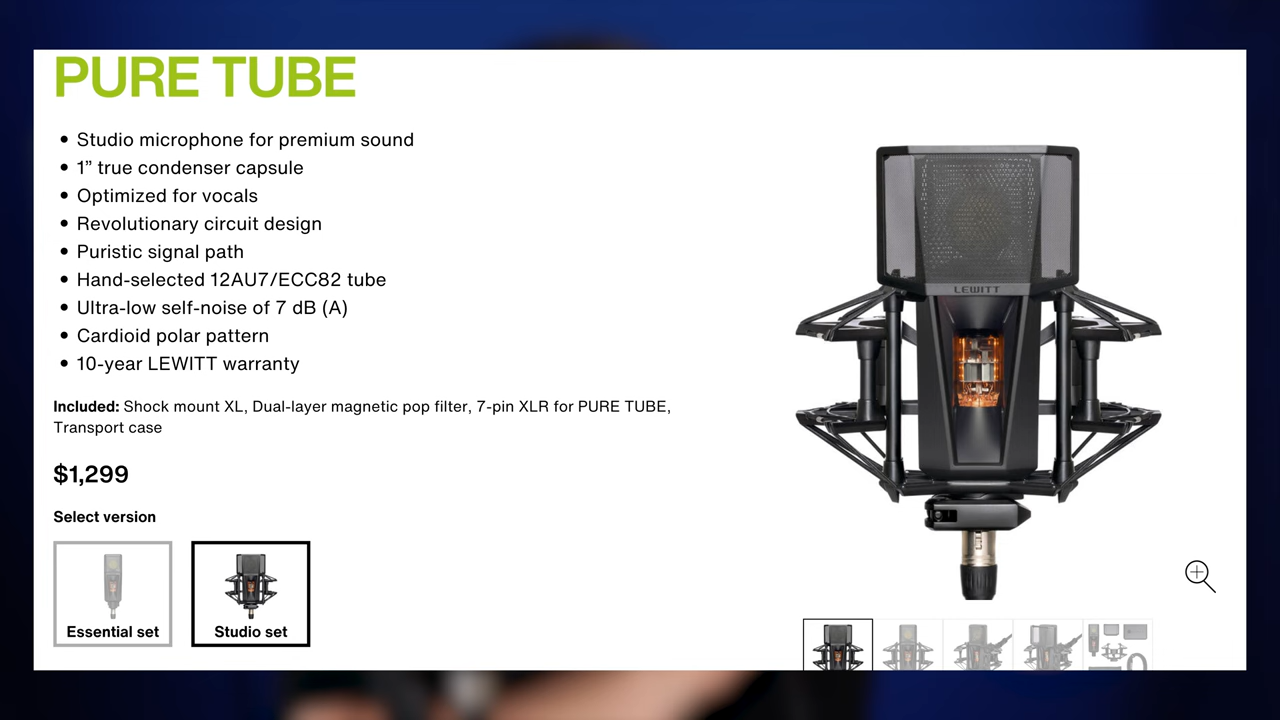 PURE TUBE
• Studio microphone for premium sound
• 1” true condenser capsule
• Optimized for vocals
• Revolutionary circuit design
• Puristic signal path
• Hand-selected 12AU7/ECC82 tube
• Ultra-low self-noise of 7 dB (A)
• Cardioid polar pattern
• 10-year LEWITT warranty
Included: Shock mount XL, Dual-layer magnetic pop filter, 7-pin XLR for PURE TUBE,
Transport case
$1,299
Select version
Essential set
Studio set
LEWITT